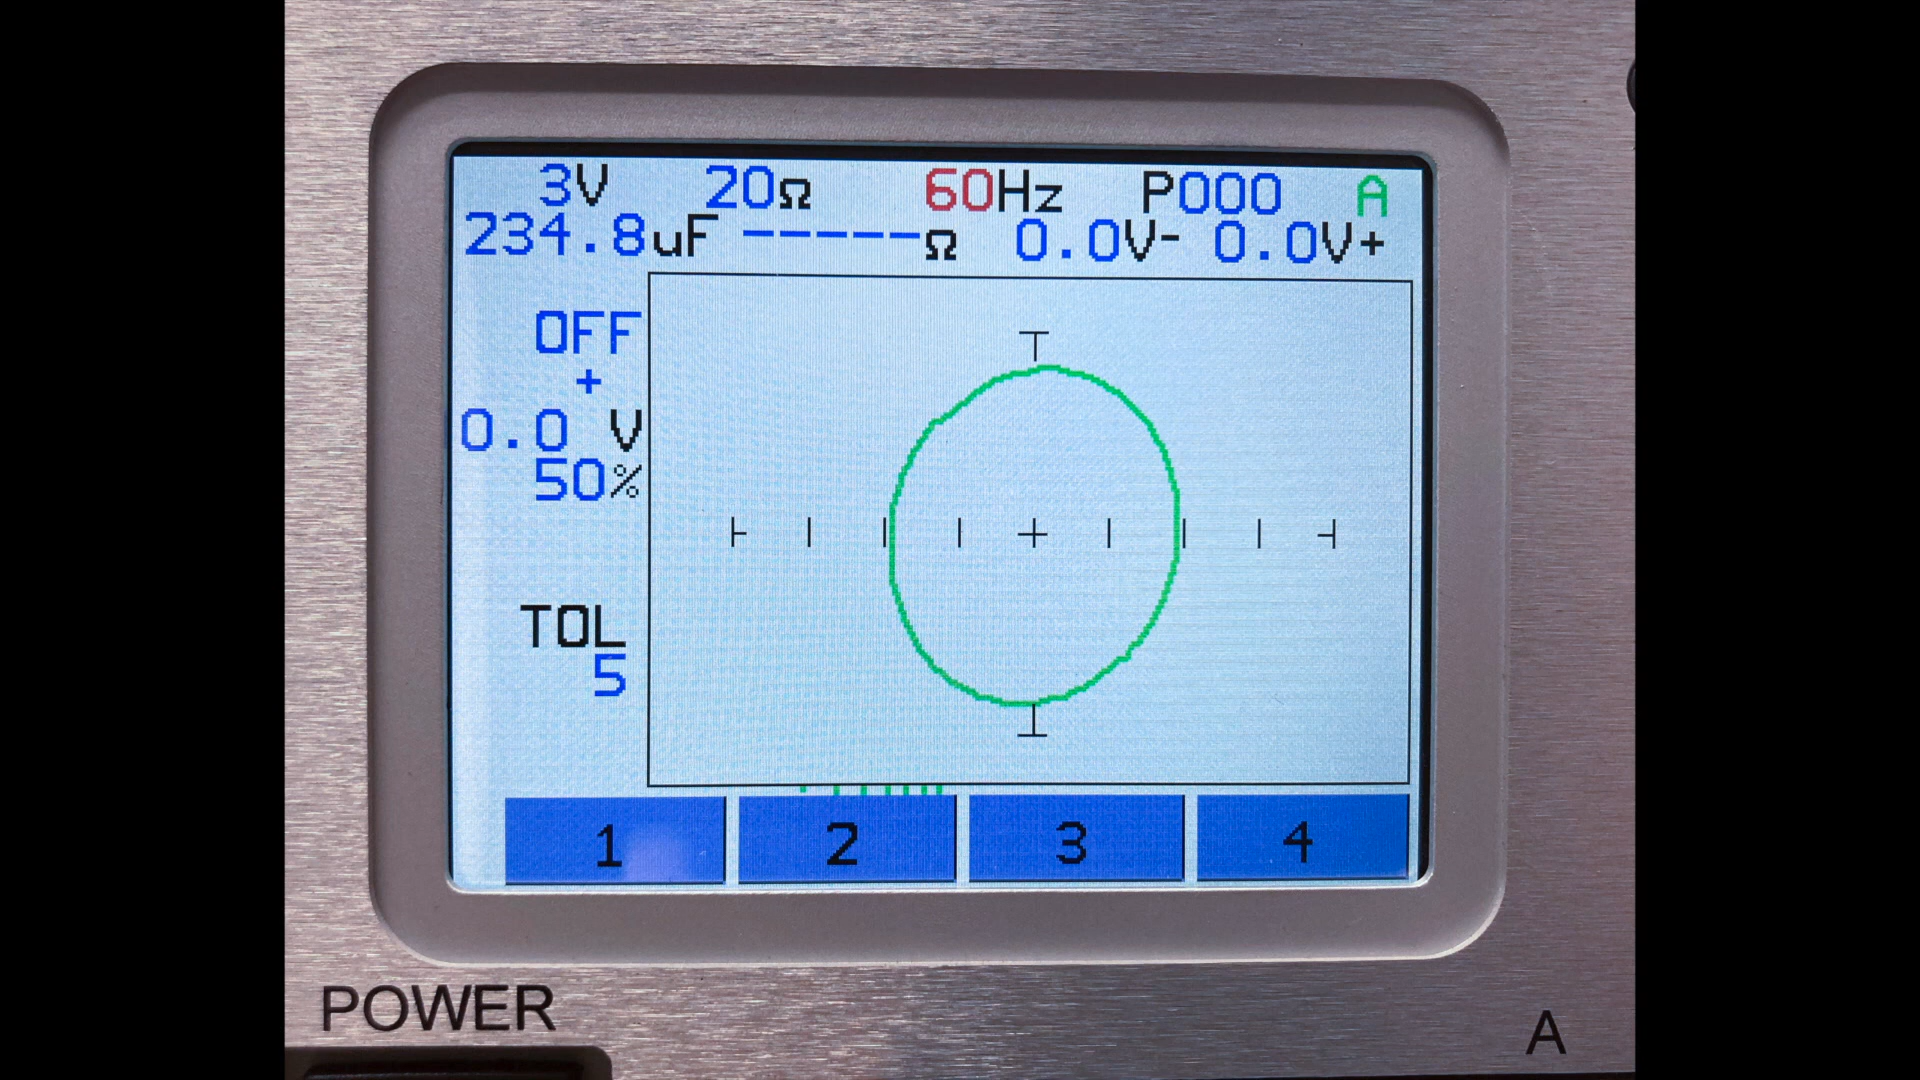 3V 20Ω 60Hz P000 A
234.8uF -----Ω 0.0V- 0.0V+
OFF
+
0.0 V
50%
TOL
5
1 2 3 4
POWER
A